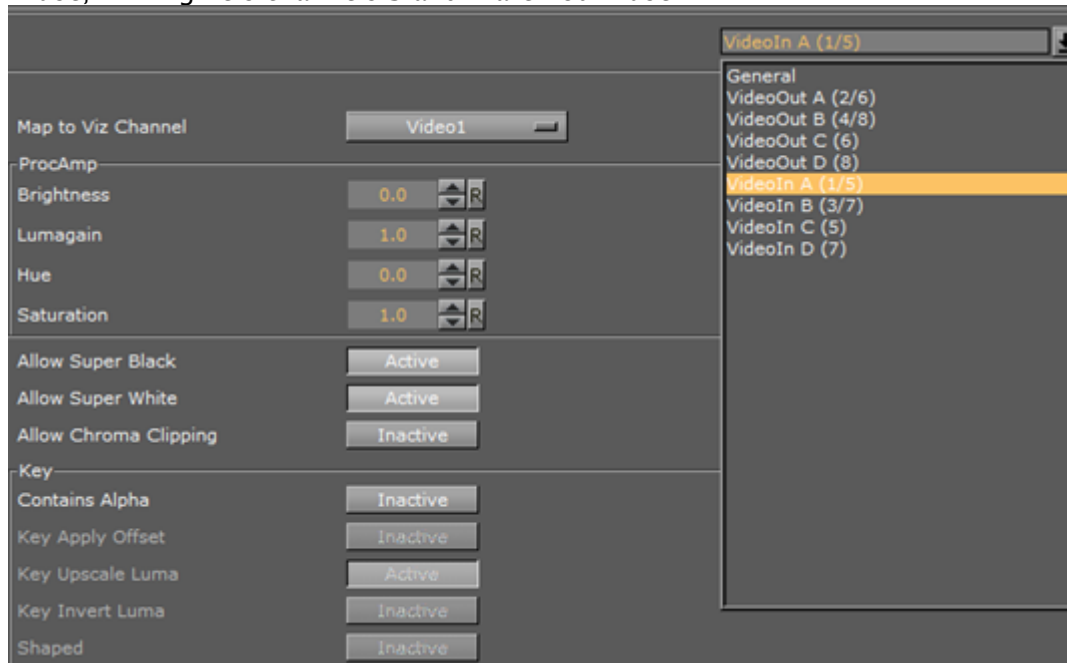 VideoIn A (1/5)
General
VideoOut A (2/6)
VideoOut B (4/8)
VideoOut C (6)
VideoOut D (8)
VideoIn A (1/5)
VideoIn B (3/7)
VideoIn C (5)
VideoIn D (7)
Map to Viz Channel Video1
ProcAmp
Brightness 0.0 R
Lumagain 1.0 R
Hue 0.0 R
Saturation 1.0 R
Allow Super Black Active
Allow Super White Active
Allow Chroma Clipping Inactive
Key
Contains Alpha Inactive
Key Apply Offset Inactive
Key Upscale Luma Active
Key Invert Luma Inactive
Shaped Inactive